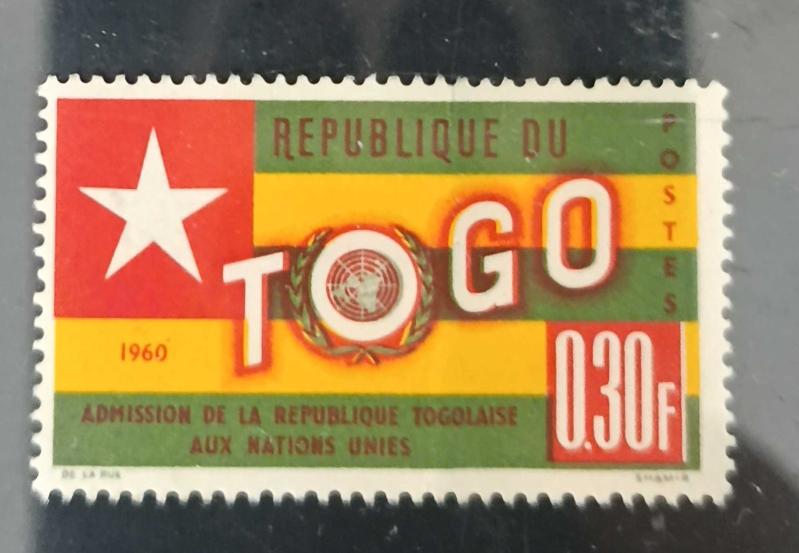 REPUBLIQUE DU
POSTES
TOGO
1960
0.30F
ADMISSION DE LA REPUBLIQUE TOGOLAISE
AUX NATIONS UNIES
DE LA RUE
SHAMIR